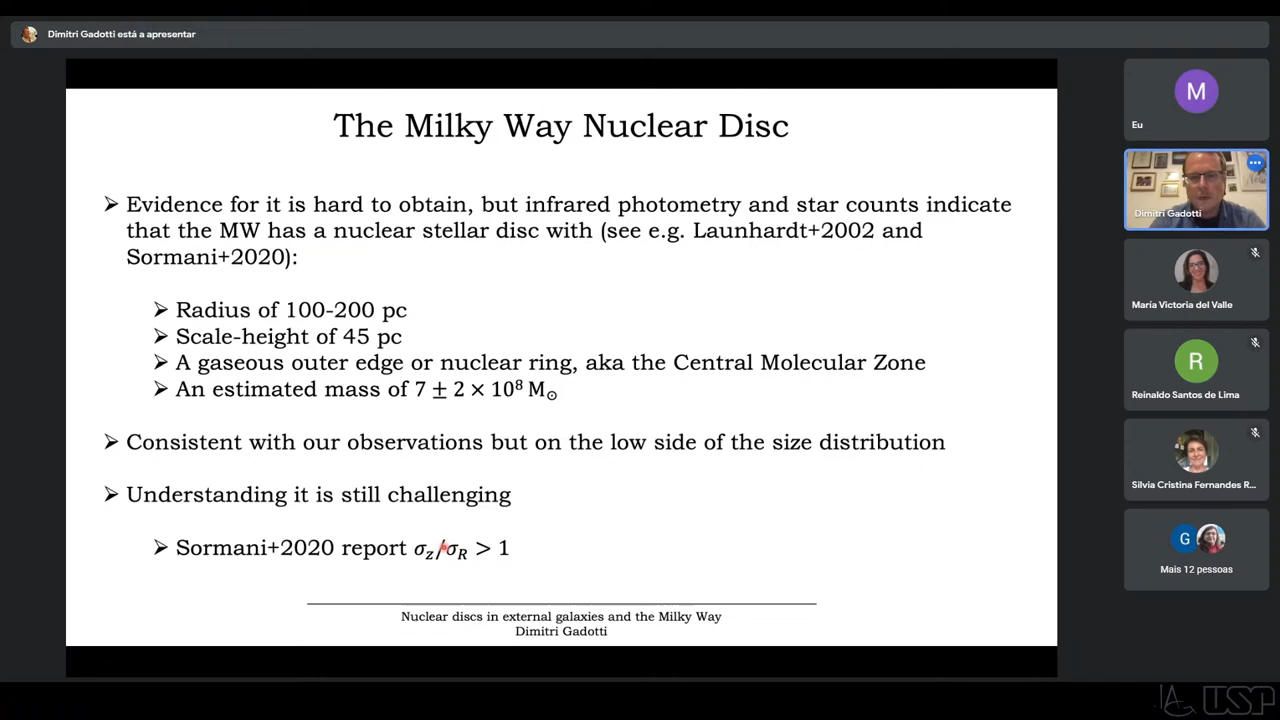 Dimitri Gadotti está a apresentar
The Milky Way Nuclear Disc
➢ Evidence for it is hard to obtain, but infrared photometry and star counts indicate
that the MW has a nuclear stellar disc with (see e.g. Launhardt+2002 and
Sormani+2020):
➢ Radius of 100-200 pc
➢ Scale-height of 45 pc
➢ A gaseous outer edge or nuclear ring, aka the Central Molecular Zone
➢ An estimated mass of 7 ± 2 × 10⁸ M⊙
➢ Consistent with our observations but on the low side of the size distribution
➢ Understanding it is still challenging
➢ Sormani+2020 report σz/σR > 1
Nuclear discs in external galaxies and the Milky Way
Dimitri Gadotti
M
Eu
Dimitri Gadotti
María Victoria del Valle
R
Reinaldo Santos de Lima
Silvia Cristina Fernandes R...
G
Mais 12 pessoas
USP